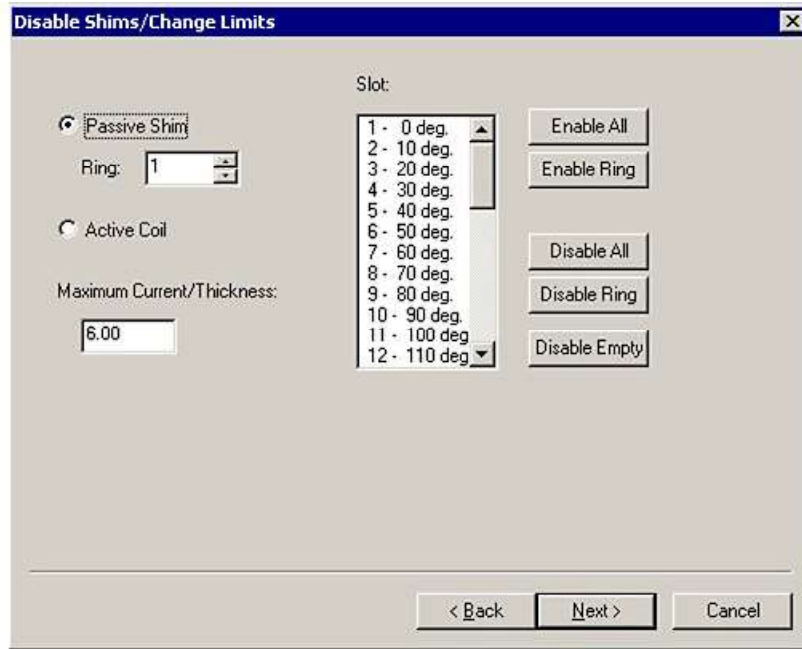 Disable Shims/Change Limits
Slot:
Passive Shim
Ring: 1
Active Coil
Maximum Current/Thickness:
6.00
1 - 0 deg.
2 - 10 deg.
3 - 20 deg.
4 - 30 deg.
5 - 40 deg.
6 - 50 deg.
7 - 60 deg.
8 - 70 deg.
9 - 80 deg.
10 - 90 deg.
11 - 100 deg
12 - 110 deg
Enable All
Enable Ring
Disable All
Disable Ring
Disable Empty
< Back
Next >
Cancel